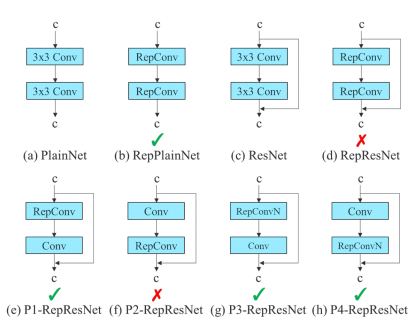 c c c c
3x3 Conv RepConv 3x3 Conv RepConv
3x3 Conv RepConv 3x3 Conv RepConv
c c c c
(a) PlainNet (b) RepPlainNet (c) ResNet (d) RepResNet
c c c c
RepConv Conv RepConvN Conv
Conv RepConv Conv RepConvN
c c c c
(e) P1-RepResNet (f) P2-RepResNet (g) P3-RepResNet (h) P4-RepResNet